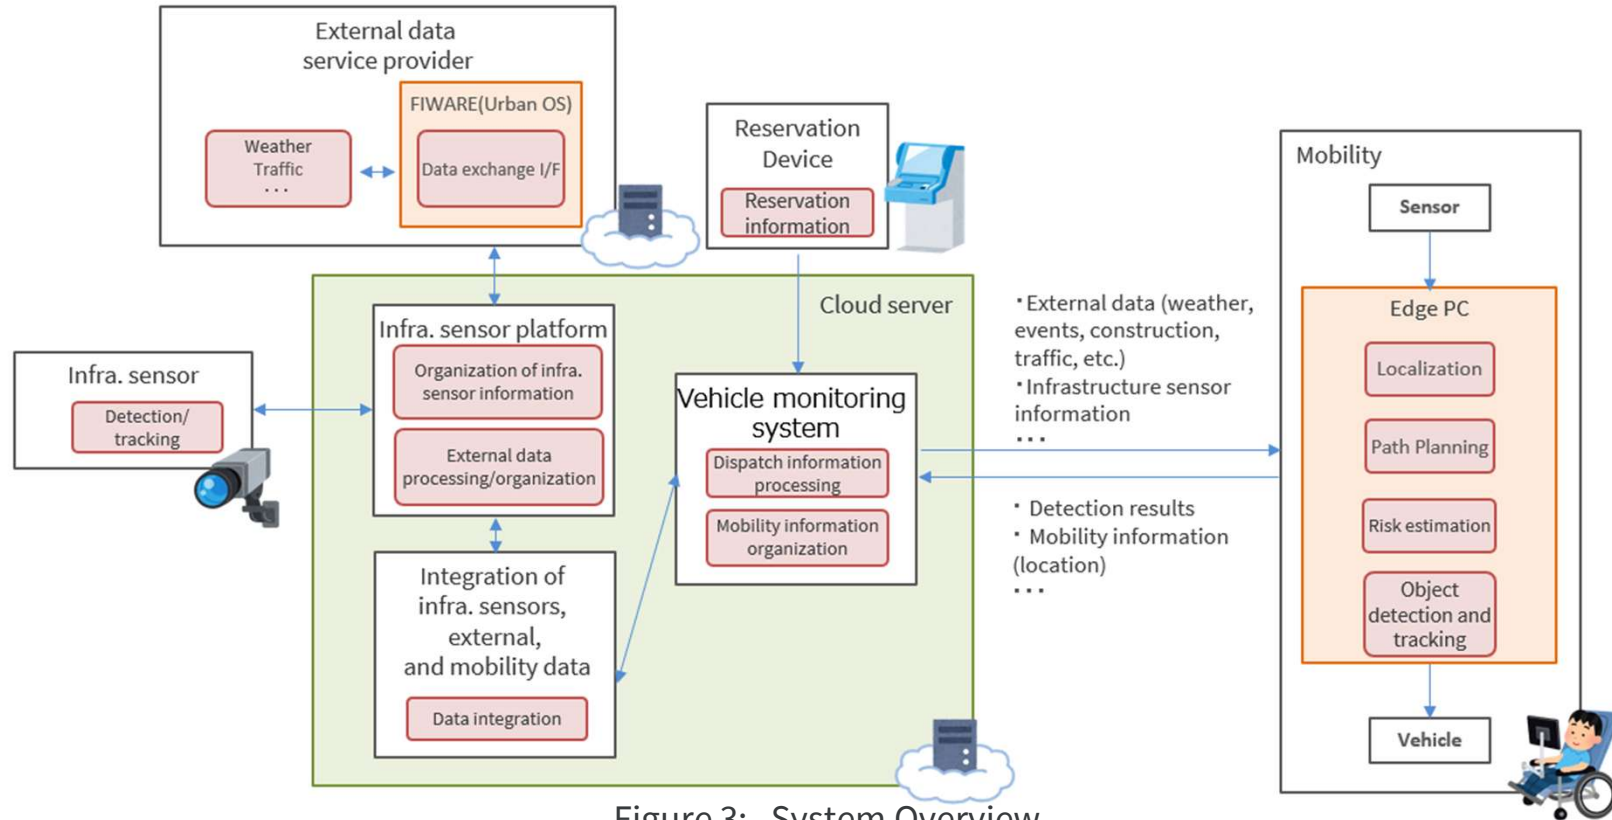 External data
service provider
FIWARE(Urban OS)
Weather
Traffic
・・・
Data exchange I/F
Reservation
Device
Reservation
information
Mobility
Sensor
Edge PC
Localization
Path Planning
Risk estimation
Object
detection and
tracking
Vehicle
Cloud server
Infra. sensor platform
Organization of infra.
sensor information
External data
processing/organization
Infra. sensor
Detection/
tracking
Vehicle monitoring
system
Dispatch information
processing
Mobility information
organization
Integration of
infra. sensors,
external,
and mobility data
Data integration
・External data (weather,
events, construction,
traffic, etc.)
・Infrastructure sensor
information
・・・
・ Detection results
・ Mobility information
(location)
・・・
Figure 3: System Overview